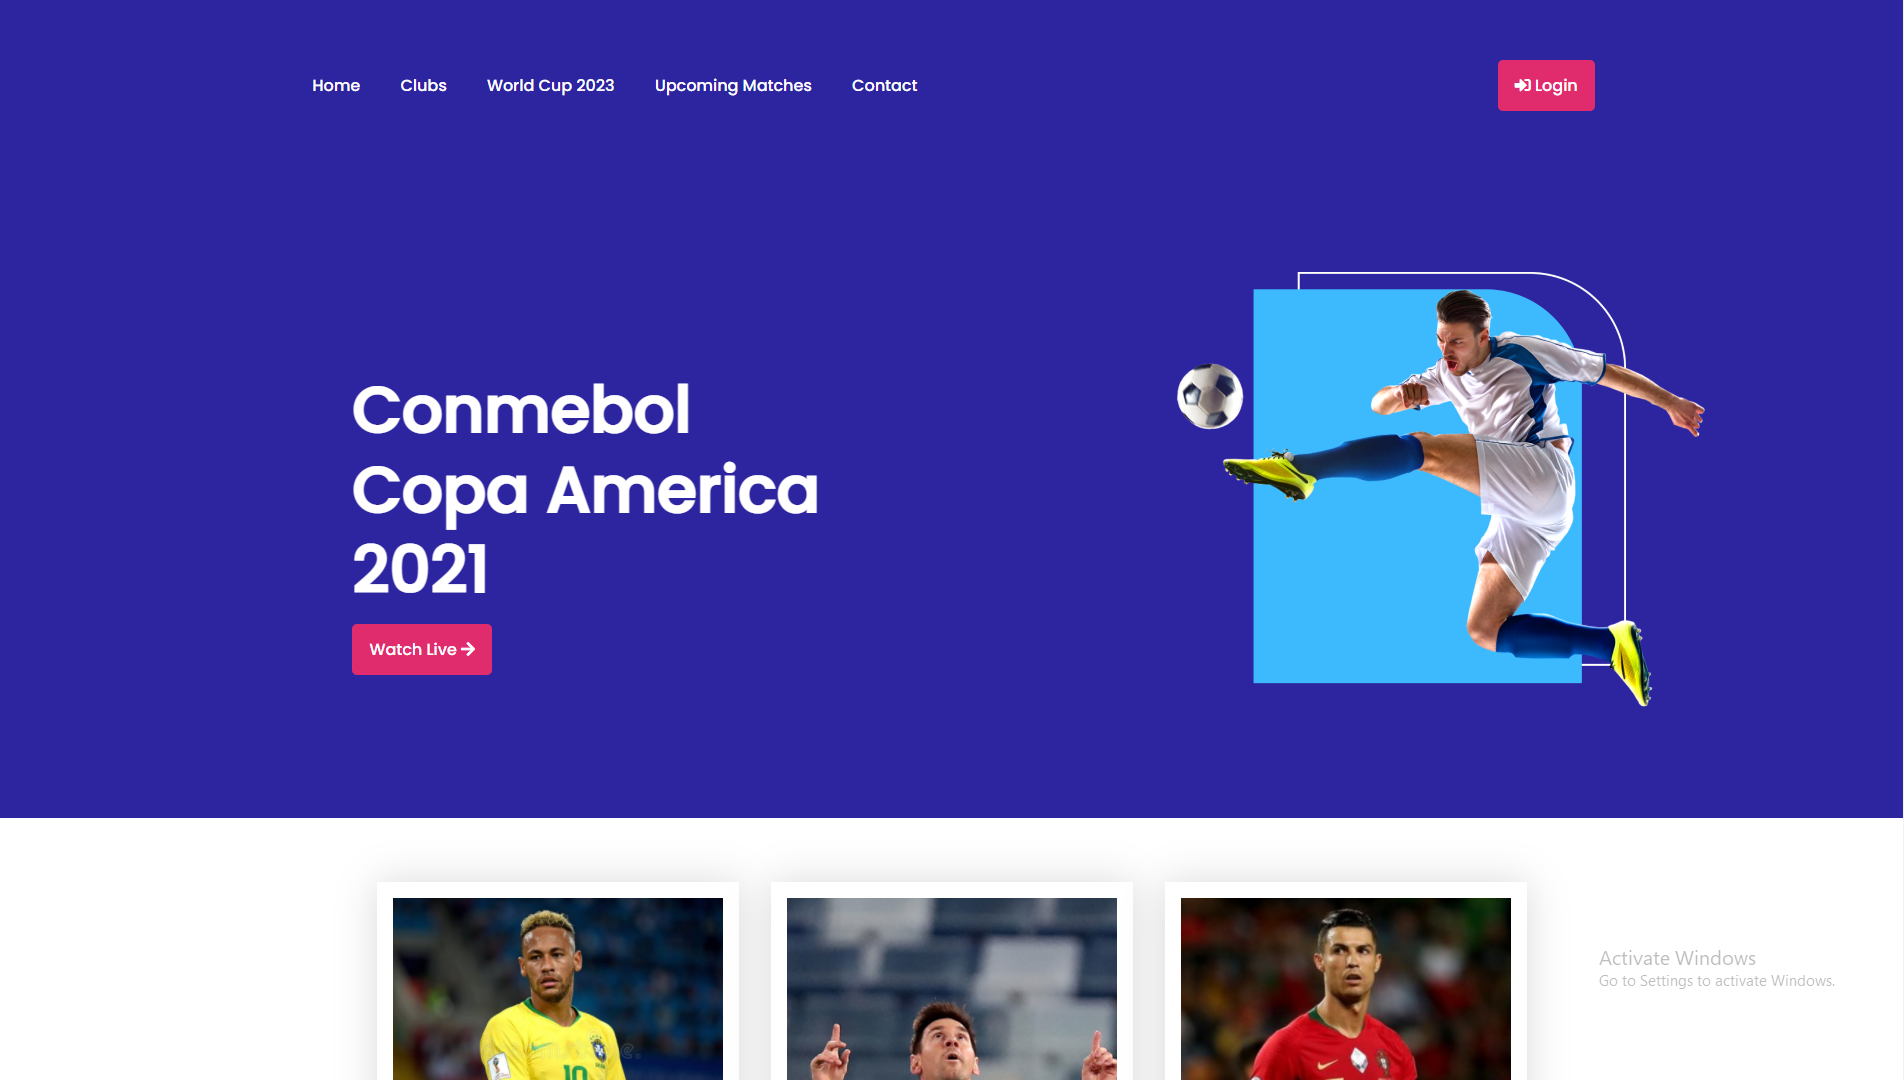 Home
Clubs
World Cup 2023
Upcoming Matches
Contact
Login
Conmebol
Copa America
2021
Watch Live
Activate Windows
Go to Settings to activate Windows.
10